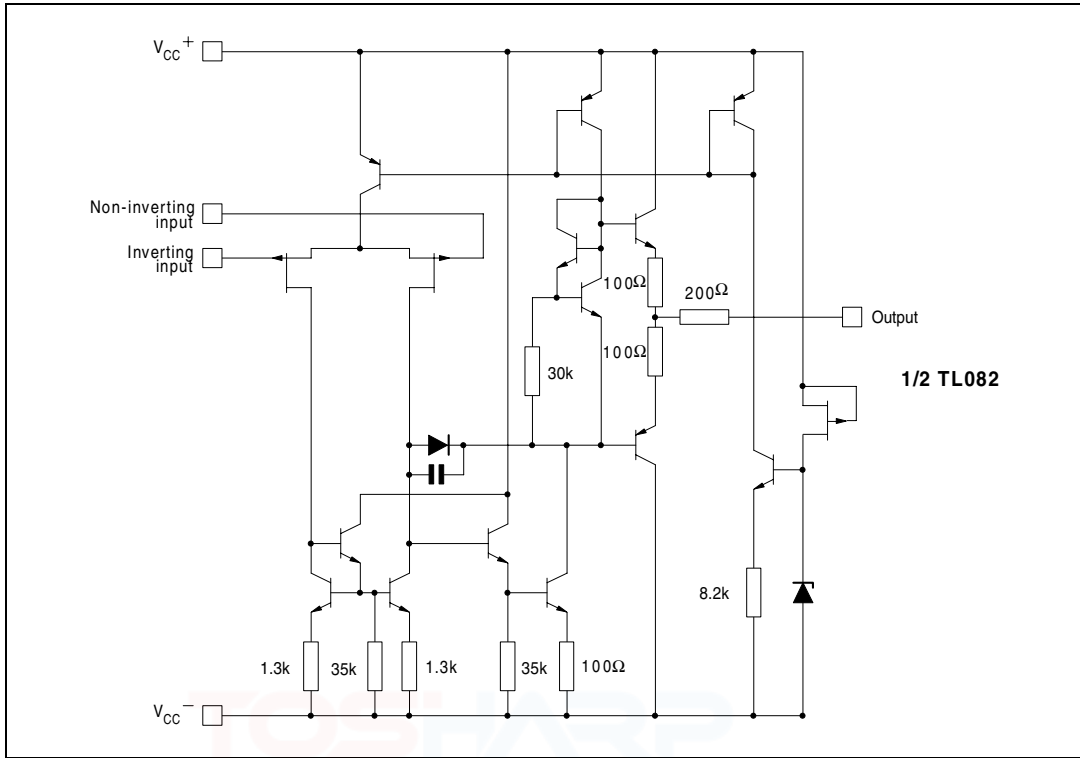 VCC+
Non-inverting
input
Inverting
input
100Ω
200Ω
Output
100Ω
30k
1/2 TL082
8.2k
1.3k
35k
1.3k
35k
100Ω
VCC−
TOSHARP